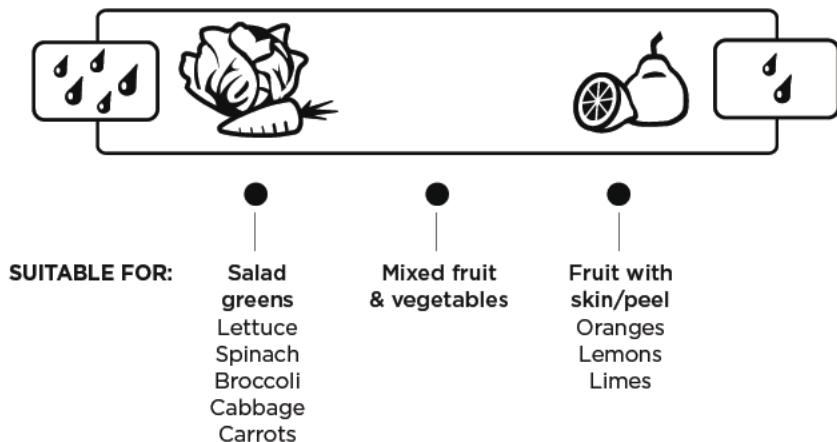 SUITABLE FOR:
Salad
greens
Lettuce
Spinach
Broccoli
Cabbage
Carrots
Mixed fruit
& vegetables
Fruit with
skin/peel
Oranges
Lemons
Limes